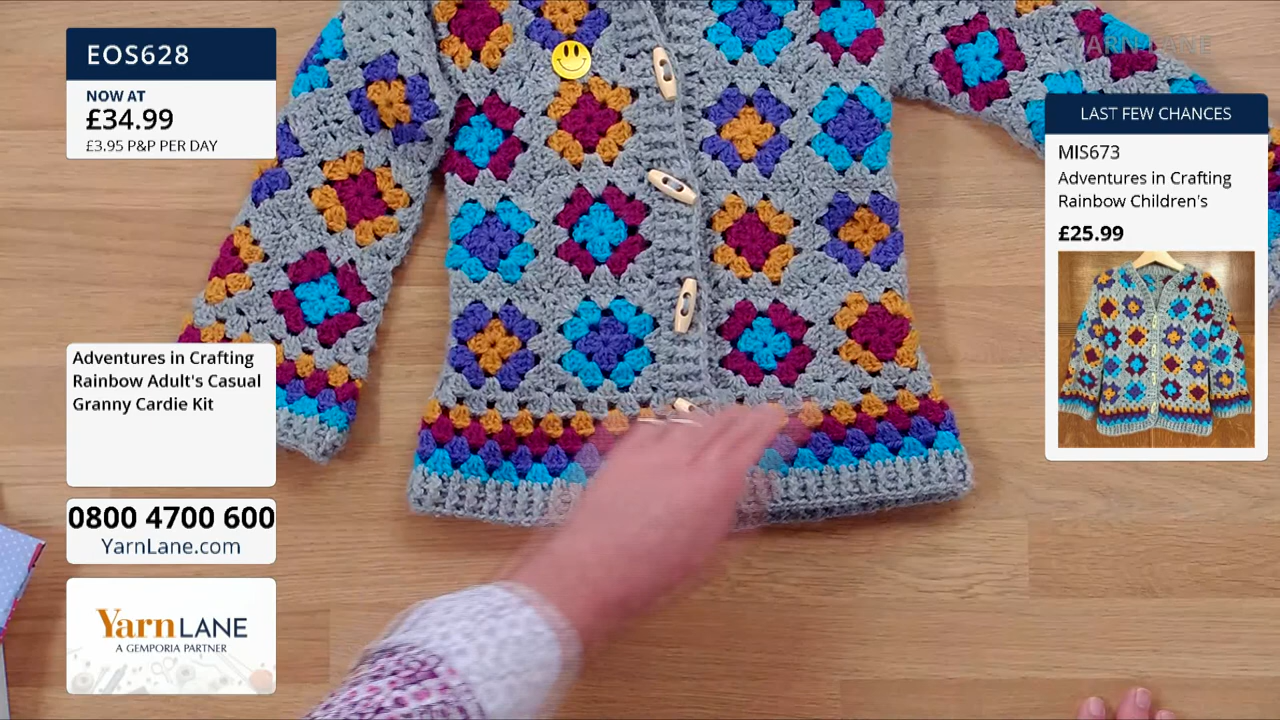 EOS628
NOW AT
£34.99
£3.95 P&P PER DAY
Adventures in Crafting
Rainbow Adult's Casual
Granny Cardie Kit
0800 4700 600
YarnLane.com
YarnLANE
A GEMPORIA PARTNER
YARN LANE
LAST FEW CHANCES
MIS673
Adventures in Crafting
Rainbow Children's
£25.99